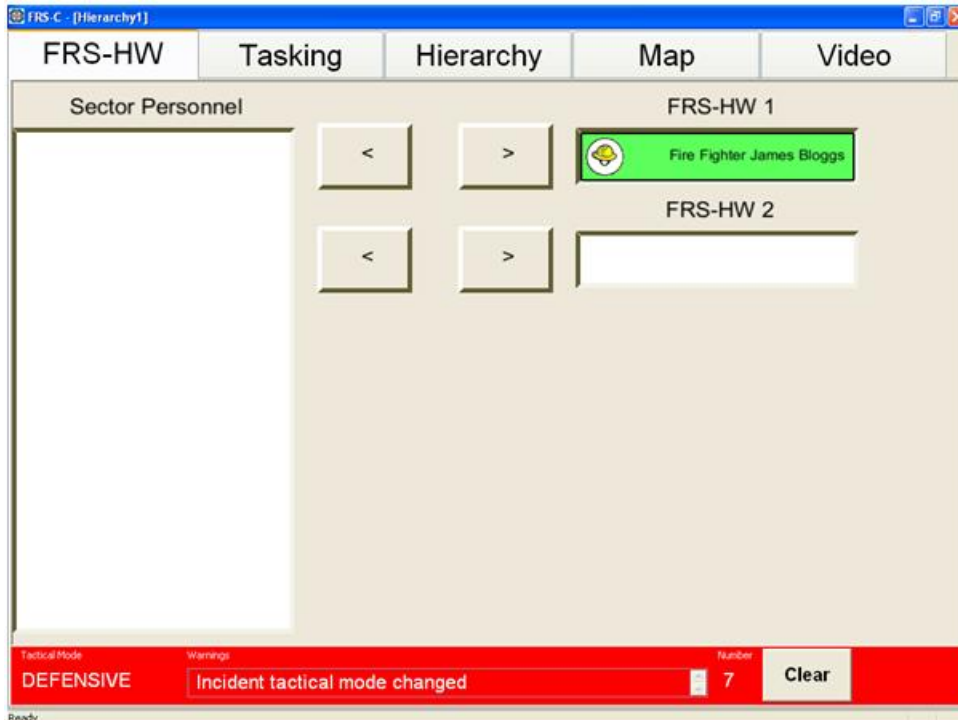 FRS-C - [Hierarchy1]
FRS-HW
Tasking
Hierarchy
Map
Video
Sector Personnel
FRS-HW 1
<
>
Fire Fighter James Bloggs
FRS-HW 2
<
>
Tactical Mode
Warnings
Number
DEFENSIVE
Incident tactical mode changed
7
Clear
Ready